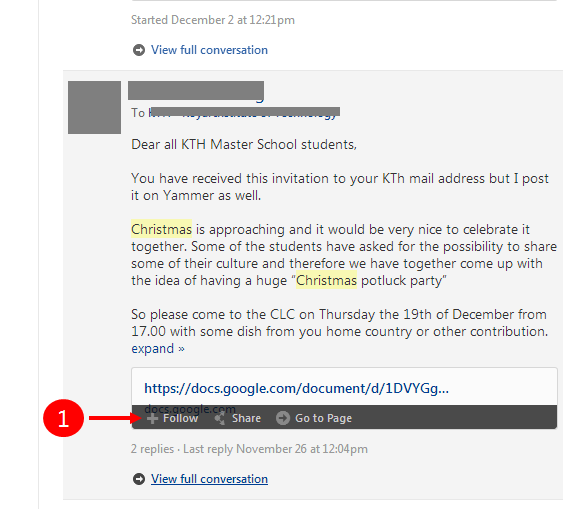 Started December 2 at 12:21pm
View full conversation
To
Dear all KTH Master School students,
You have received this invitation to your KTh mail address but I post
it on Yammer as well.
Christmas is approaching and it would be very nice to celebrate it
together. Some of the students have asked for the possibility to share
some of their culture and therefore we have together come up with
the idea of having a huge "Christmas potluck party"
So please come to the CLC on Thursday the 19th of December from
17.00 with some dish from you home country or other contribution.
expand »
https://docs.google.com/document/d/1DVYGg...
docs.google.com
1
Follow Share Go to Page
2 replies · Last reply November 26 at 12:04pm
View full conversation